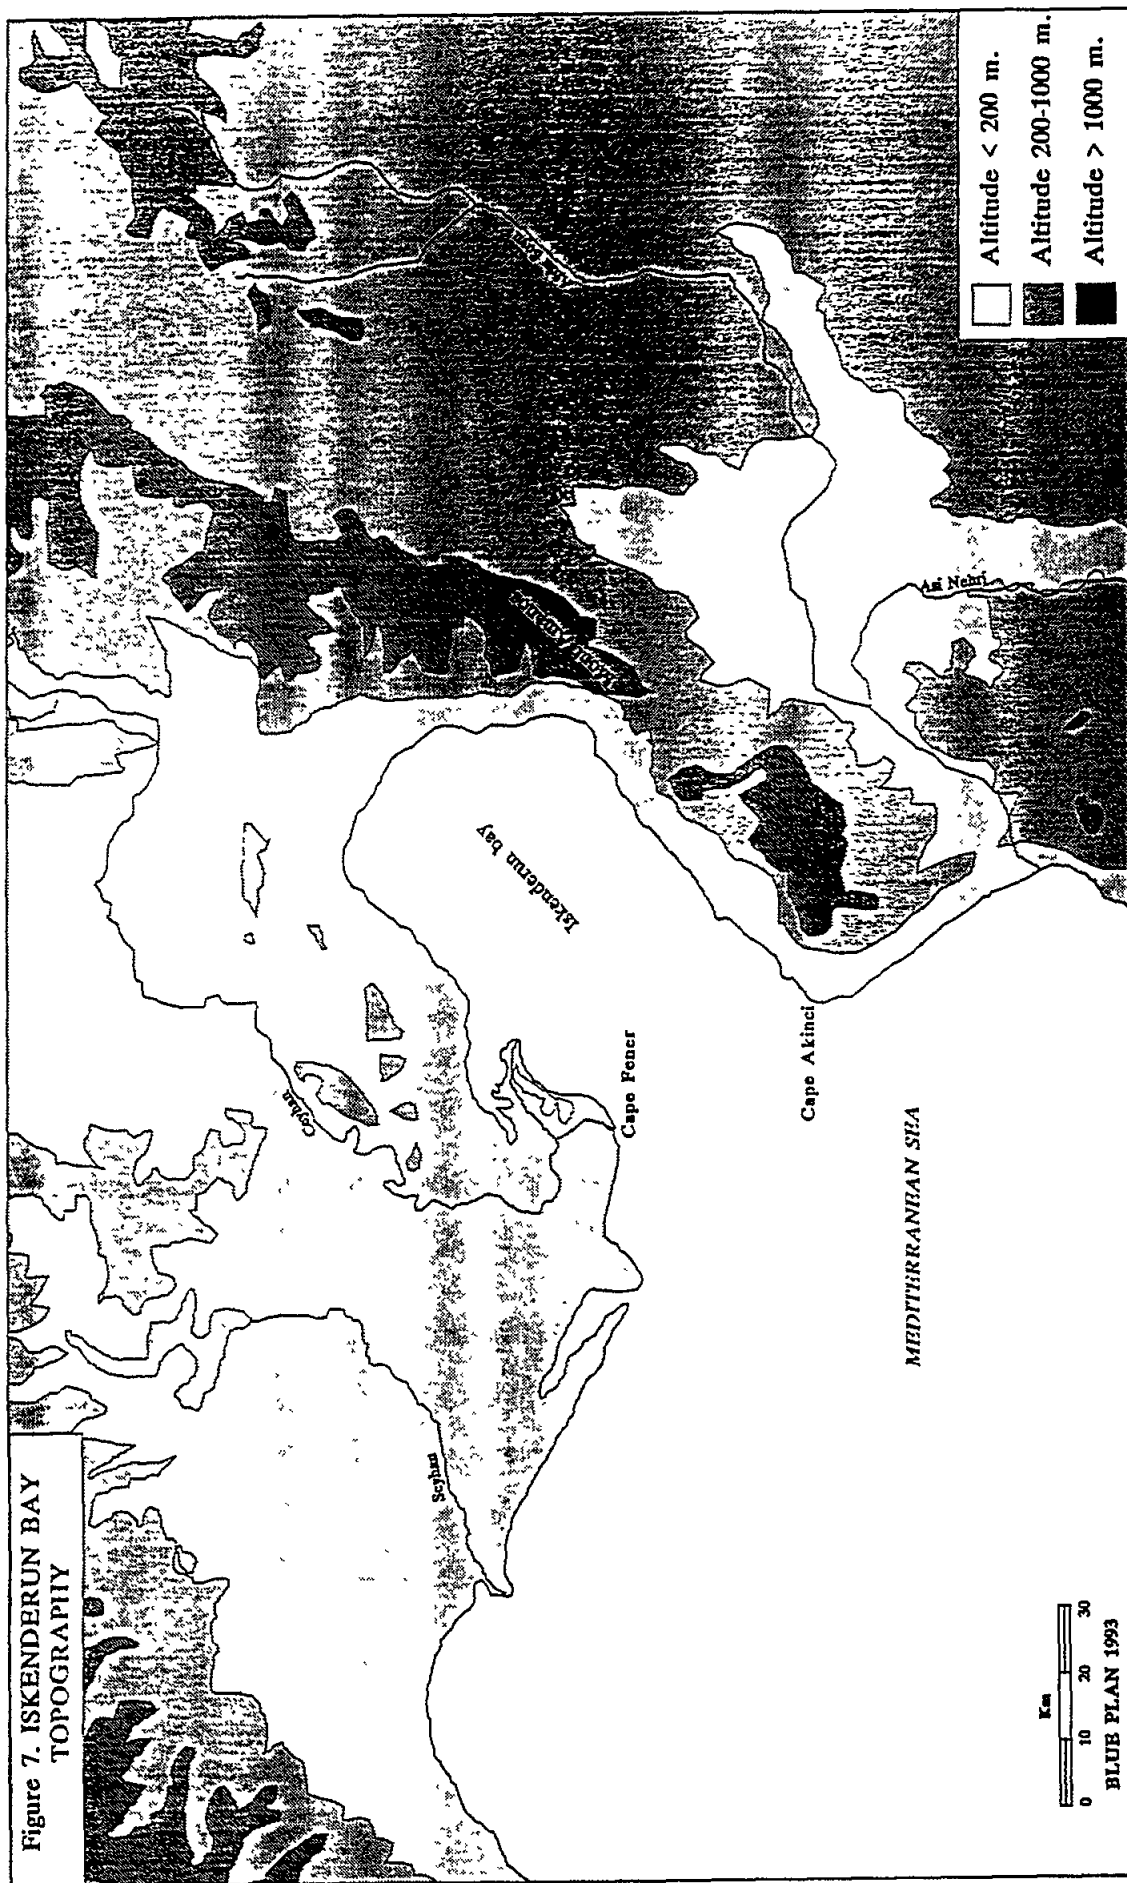 Figure 7. ISKENDERUN BAY
TOPOGRAPHY
Ceyhan
Seyhan
Iskenderun bay
Cape Fener
Cape Akinci
MEDITERRANEAN SEA
Asi Nehri
Altitude < 200 m.
Altitude 200-1000 m.
Altitude > 1000 m.
Km
0 10 20 30
BLUE PLAN 1993